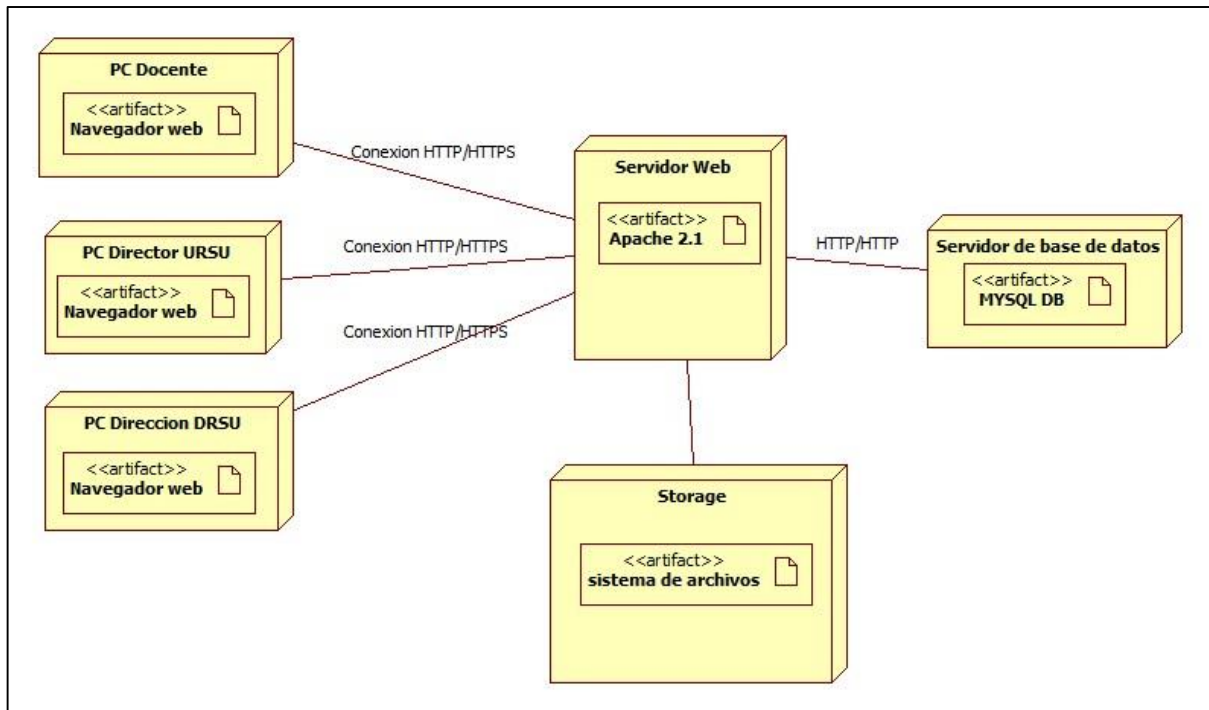 PC Docente
<<artifact>>
Navegador web
Conexion HTTP/HTTPS
PC Director URSU
<<artifact>>
Navegador web
Conexion HTTP/HTTPS
PC Direccion DRSU
<<artifact>>
Navegador web
Conexion HTTP/HTTPS
Servidor Web
<<artifact>>
Apache 2.1
HTTP/HTTP
Servidor de base de datos
<<artifact>>
MYSQL DB
Storage
<<artifact>>
sistema de archivos